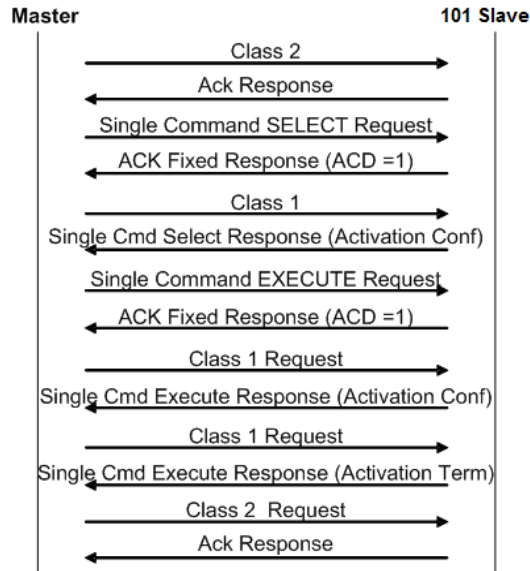 Master 101 Slave
Class 2
Ack Response
Single Command SELECT Request
ACK Fixed Response (ACD =1)
Class 1
Single Cmd Select Response (Activation Conf)
Single Command EXECUTE Request
ACK Fixed Response (ACD =1)
Class 1 Request
Single Cmd Execute Response (Activation Conf)
Class 1 Request
Single Cmd Execute Response (Activation Term)
Class 2 Request
Ack Response